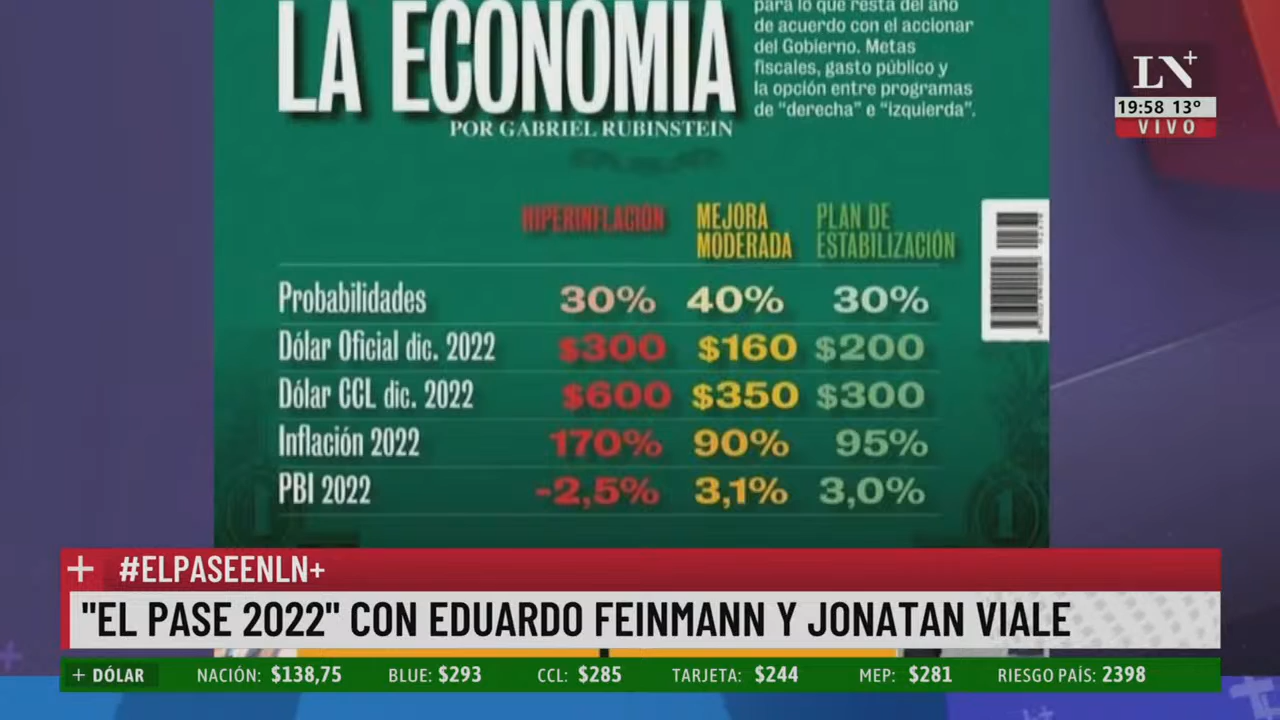 para lo que resta del año
de acuerdo con el accionar
del Gobierno. Metas
fiscales, gasto público y
la opción entre programas
de “derecha” e “izquierda”.
LA ECONOMÍA
POR GABRIEL RUBINSTEIN
LN+
19:58 13º
VIVO
HIPERINFLACIÓN MEJORA MODERADA PLAN DE ESTABILIZACIÓN
Probabilidades 30% 40% 30%
Dólar Oficial dic. 2022 $300 $160 $200
Dólar CCL dic. 2022 $600 $350 $300
Inflación 2022 170% 90% 95%
PBI 2022 -2,5% 3,1% 3,0%
+ #ELPASEENLN+
"EL PASE 2022" CON EDUARDO FEINMANN Y JONATAN VIALE
+ DÓLAR NACIÓN: $138,75 BLUE: $293 CCL: $285 TARJETA: $244 MEP: $281 RIESGO PAÍS: 2398